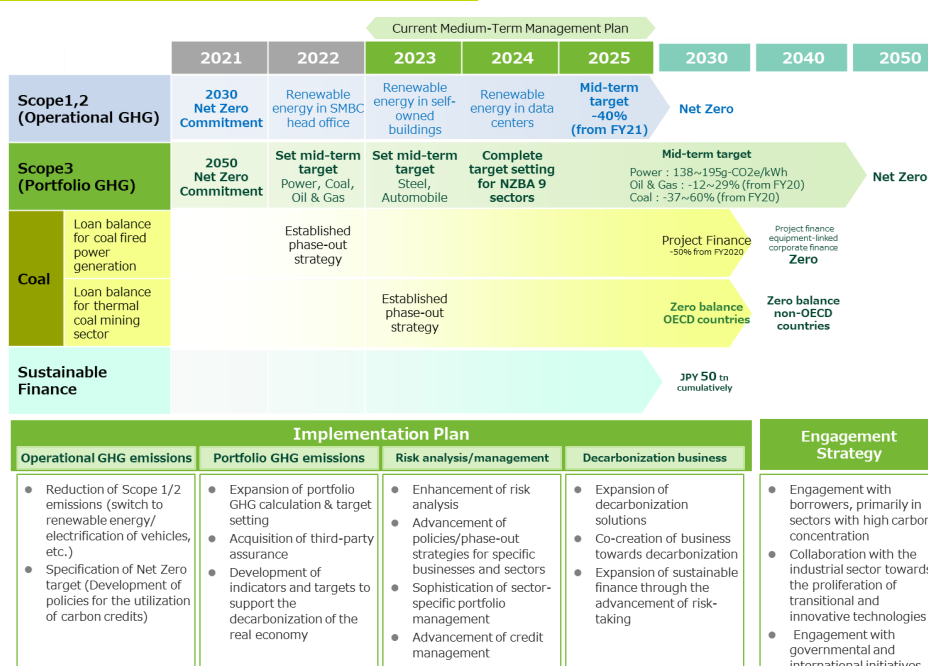 Current Medium-Term Management Plan
2021 2022 2023 2024 2025 2030 2040 2050
Scope1,2
(Operational GHG)
2030
Net Zero
Commitment
Renewable
energy in SMBC
head office
Renewable
energy in self-
owned
buildings
Renewable
energy in data
centers
Mid-term
target
-40%
(from FY21)
Net Zero
Scope3
(Portfolio GHG)
2050
Net Zero
Commitment
Set mid-term
target
Power, Coal,
Oil & Gas
Set mid-term
target
Steel,
Automobile
Complete
target setting
for NZBA 9
sectors
Mid-term target
Power : 138~195g-CO2e/kWh
Oil & Gas : -12~29% (from FY20)
Coal : -37~60% (from FY20)
Net Zero
Coal
Loan balance
for coal fired
power
generation
Established
phase-out
strategy
Project Finance
-50% from FY2020
Project finance
equipment-linked
corporate finance
Zero
Loan balance
for thermal
coal mining
sector
Established
phase-out
strategy
Zero balance
OECD countries
Zero balance
non-OECD
countries
Sustainable
Finance
JPY 50 tn
cumulatively
Implementation Plan
Operational GHG emissions
● Reduction of Scope 1/2
emissions (switch to
renewable energy/
electrification of vehicles,
etc.)
● Specification of Net Zero
target (Development of
policies for the utilization
of carbon credits)
Portfolio GHG emissions
● Expansion of portfolio
GHG calculation & target
setting
● Acquisition of third-party
assurance
● Development of
indicators and targets to
support the
decarbonization of the
real economy
Risk analysis/management
● Enhancement of risk
analysis
● Advancement of
policies/phase-out
strategies for specific
businesses and sectors
● Sophistication of sector-
specific portfolio
management
● Advancement of credit
management
Decarbonization business
● Expansion of
decarbonization
solutions
● Co-creation of business
towards decarbonization
● Expansion of sustainable
finance through the
advancement of risk-
taking
Engagement
Strategy
● Engagement with
borrowers, primarily in
sectors with high carbon
concentration
● Collaboration with the
industrial sector towards
the proliferation of
transitional and
innovative technologies
● Engagement with
governmental and
international initiatives